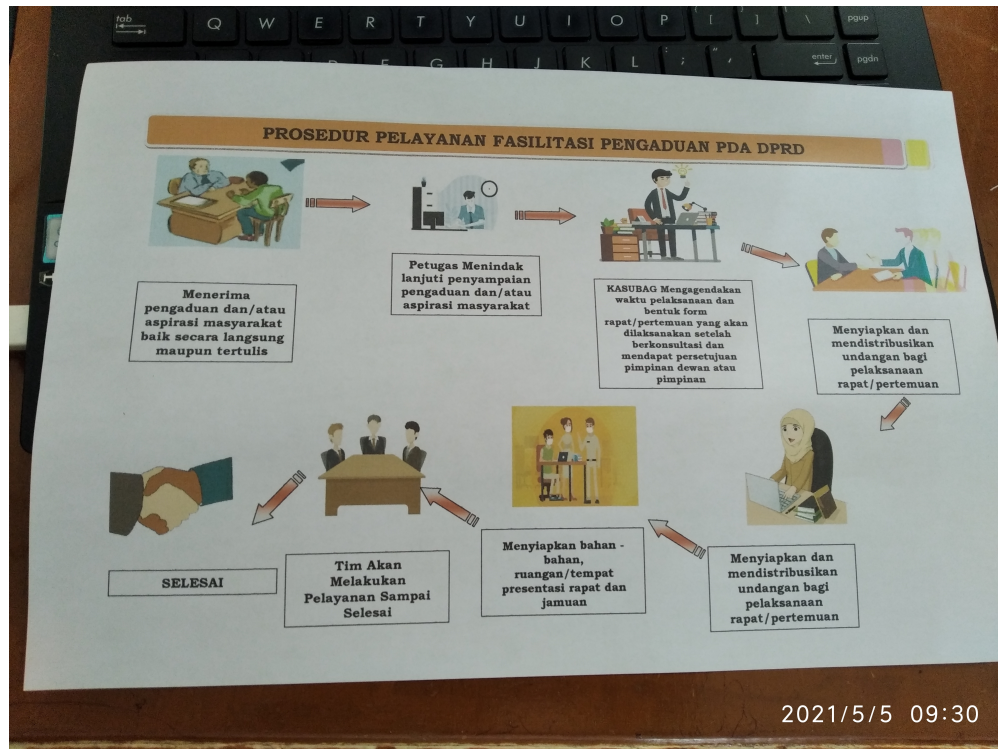 tab
Q W E R T Y U I O P [ ] \ pgup
G H J K L ; , enter pgdn
PROSEDUR PELAYANAN FASILITASI PENGADUAN PDA DPRD
Menerima
pengaduan dan/atau
aspirasi masyarakat
baik secara langsung
maupun tertulis
Petugas Menindak
lanjuti penyampaian
pengaduan dan/atau
aspirasi masyarakat
KASUBAG Mengagendakan
waktu pelaksanaan dan
bentuk form
rapat/pertemuan yang akan
dilaksanakan setelah
berkonsultasi dan
mendapat persetujuan
pimpinan dewan atau
pimpinan
Menyiapkan dan
mendistribusikan
undangan bagi
pelaksanaan
rapat/pertemuan
Menyiapkan dan
mendistribusikan
undangan bagi
pelaksanaan
rapat/pertemuan
Menyiapkan bahan -
bahan,
ruangan/tempat
presentasi rapat dan
jamuan
Tim Akan
Melakukan
Pelayanan Sampai
Selesai
SELESAI
2021/5/5 09:30